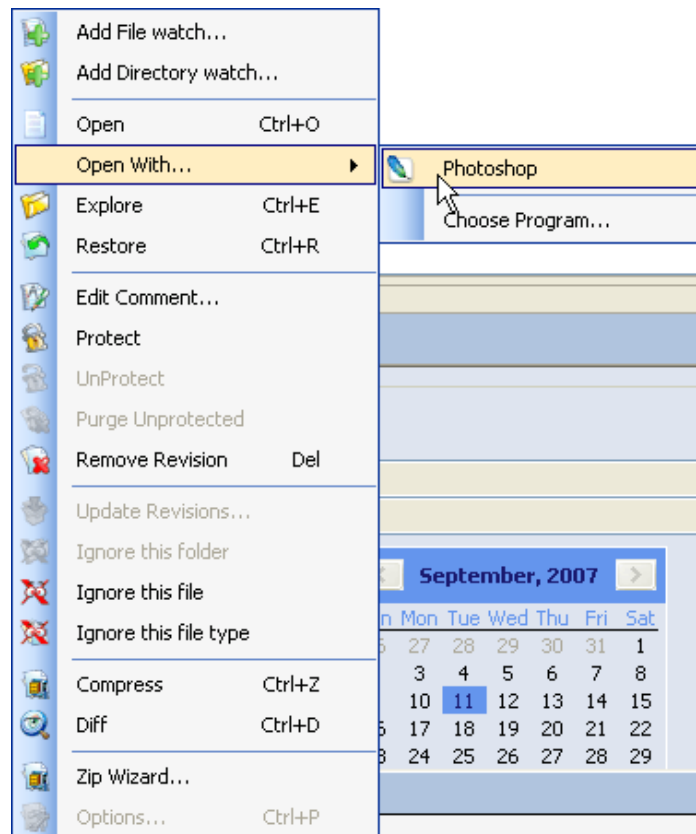 Add File watch...
Add Directory watch...
Open Ctrl+O
Open With...
Photoshop
Choose Program...
Explore Ctrl+E
Restore Ctrl+R
Edit Comment...
Protect
UnProtect
Purge Unprotected
Remove Revision Del
Update Revisions...
Ignore this folder
Ignore this file
Ignore this file type
Compress Ctrl+Z
Diff Ctrl+D
Zip Wizard...
Options... Ctrl+P
September, 2007
Mon Tue Wed Thu Fri Sat
27 28 29 30 31 1
3 4 5 6 7 8
10 11 12 13 14 15
17 18 19 20 21 22
24 25 26 27 28 29